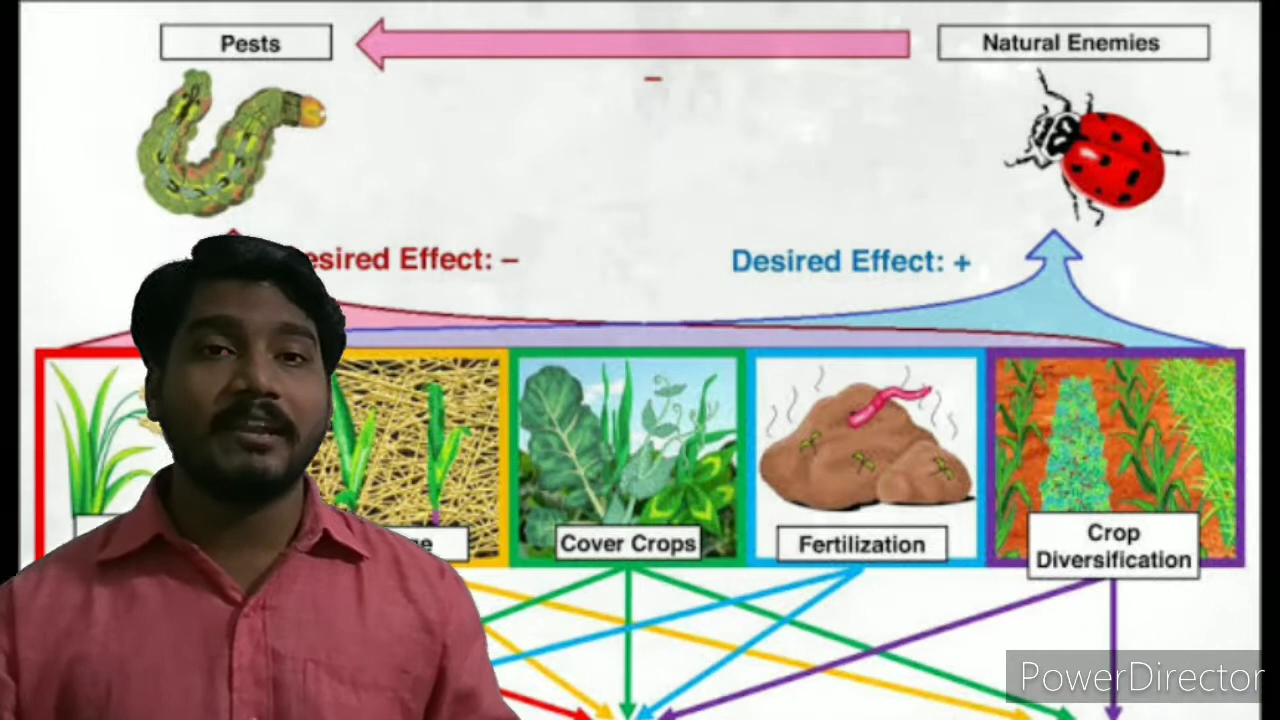 Pests
Natural Enemies
–
esired Effect: –
Desired Effect: +
Cover Crops
Fertilization
Crop
Diversification
PowerDirector